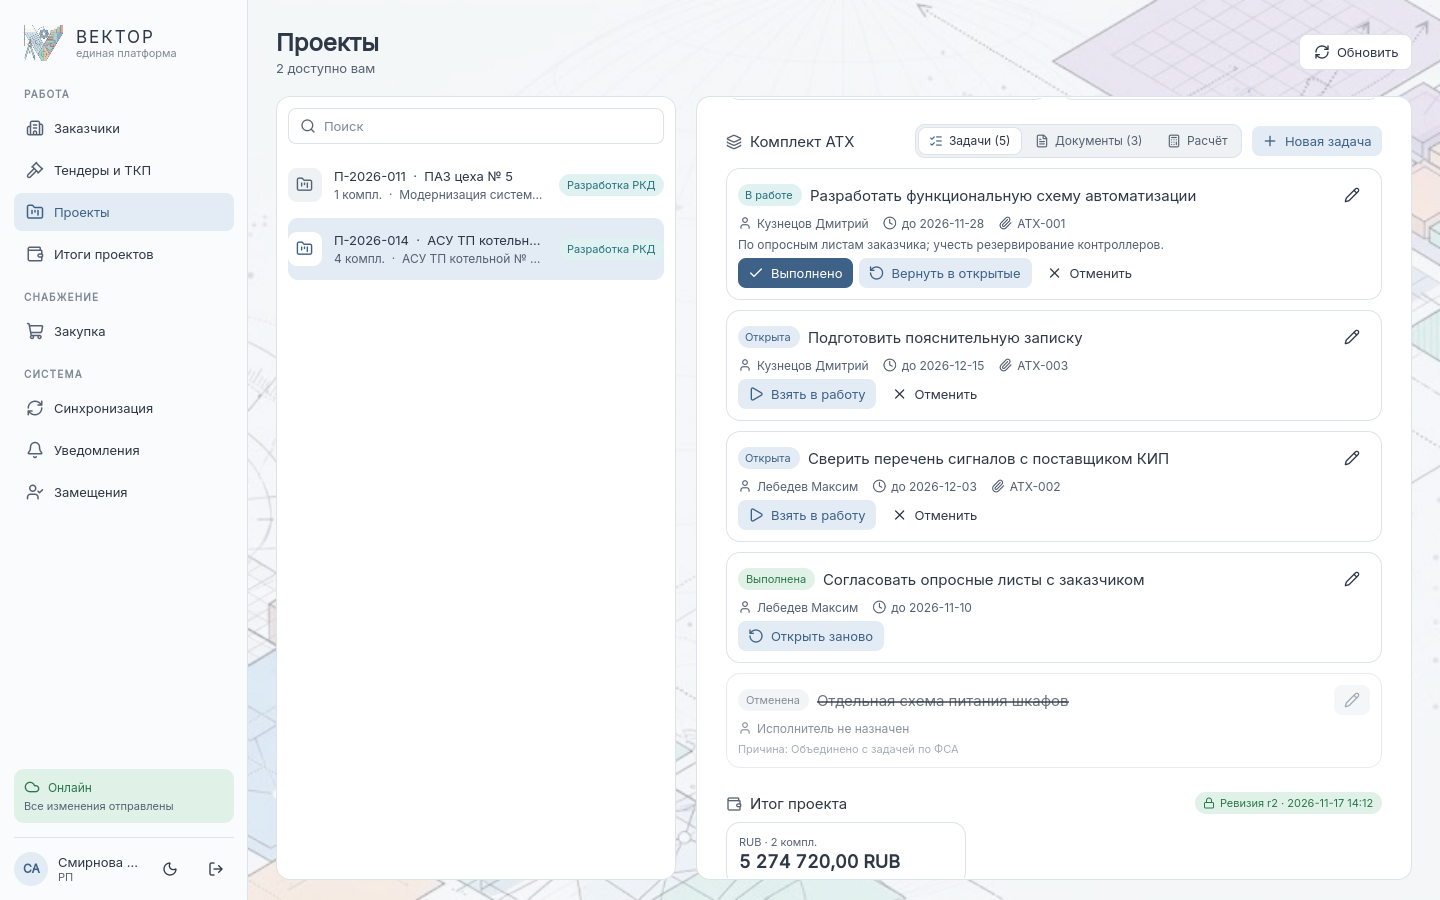 ВЕКТОР
единая платформа
РАБОТА
Заказчики
Тендеры и ТКП
Проекты
Итоги проектов
СНАБЖЕНИЕ
Закупка
СИСТЕМА
Синхронизация
Уведомления
Замещения
Онлайн
Все изменения отправлены
СА
Смирнова ...
РП
Проекты
2 доступно вам
Обновить
Поиск
П-2026-011 · ПАЗ цеха № 5
1 компл. · Модернизация систем...
Разработка РКД
П-2026-014 · АСУ ТП котельн...
4 компл. · АСУ ТП котельной № ...
Разработка РКД
Комплект АТХ
Задачи (5)
Документы (3)
Расчёт
Новая задача
В работе Разработать функциональную схему автоматизации
Кузнецов Дмитрий до 2026-11-28 АТХ-001
По опросным листам заказчика; учесть резервирование контроллеров.
Выполнено Вернуть в открытые Отменить
Открыта Подготовить пояснительную записку
Кузнецов Дмитрий до 2026-12-15 АТХ-003
Взять в работу Отменить
Открыта Сверить перечень сигналов с поставщиком КИП
Лебедев Максим до 2026-12-03 АТХ-002
Взять в работу Отменить
Выполнена Согласовать опросные листы с заказчиком
Лебедев Максим до 2026-11-10
Открыть заново
Отменена Отдельная схема питания шкафов
Исполнитель не назначен
Причина: Объединено с задачей по ФСА
Итог проекта
Ревизия r2 · 2026-11-17 14:12
RUB · 2 компл.
5 274 720,00 RUB